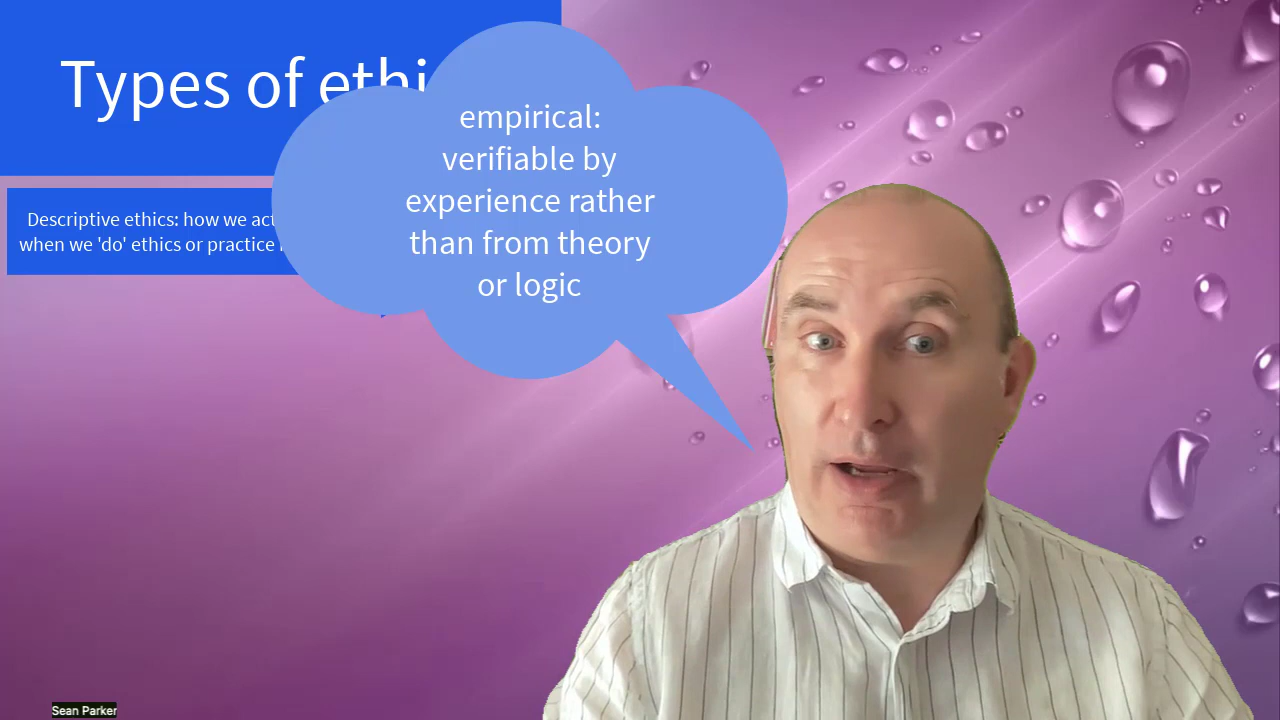 Types of ethi
empirical:
verifiable by
experience rather
than from theory
or logic
Descriptive ethics: how we act
when we 'do' ethics or practice
Sean Parker